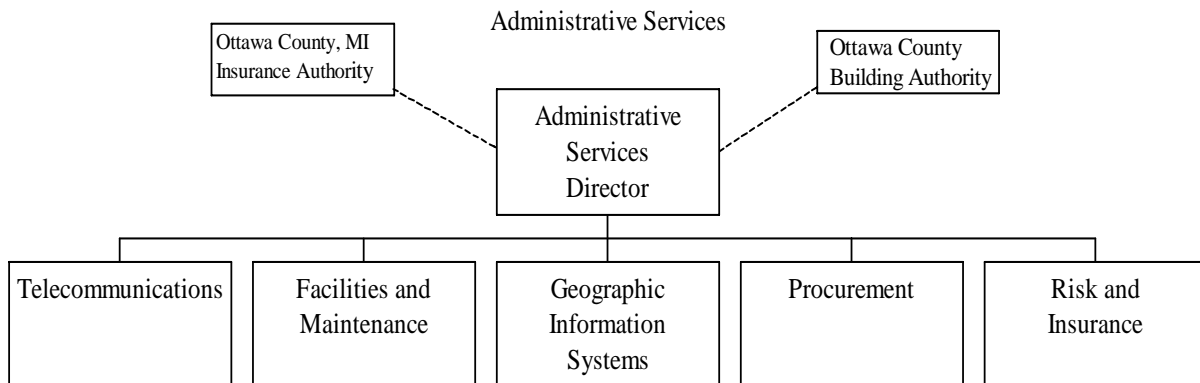 Administrative Services
Ottawa County, MI
Insurance Authority
Ottawa County
Building Authority
Administrative
Services
Director
Telecommunications
Facilities and
Maintenance
Geographic
Information
Systems
Procurement
Risk and
Insurance